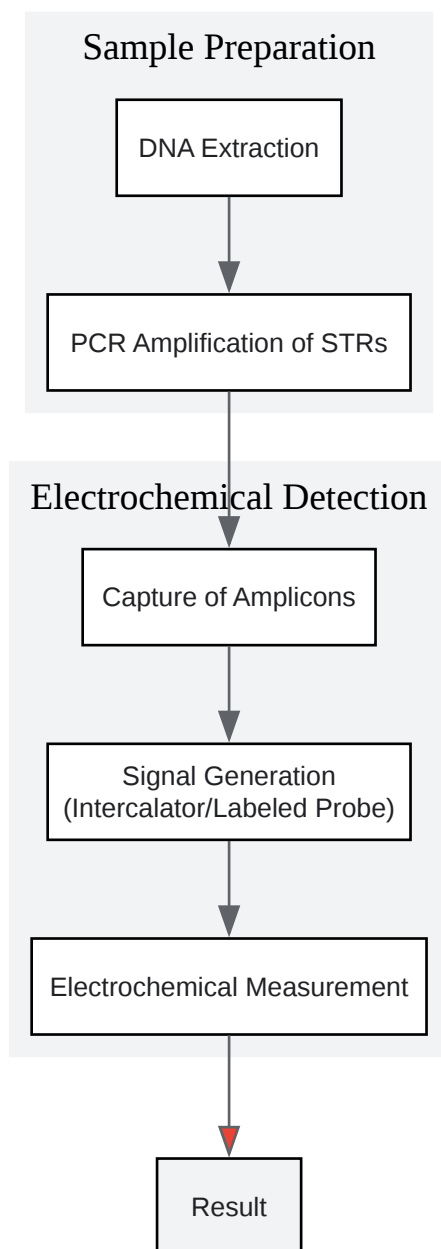 Sample Preparation
DNA Extraction
PCR Amplification of STRs
Electrochemical Detection
Capture of Amplicons
Signal Generation
(Intercalator/Labeled Probe)
Electrochemical Measurement
Result